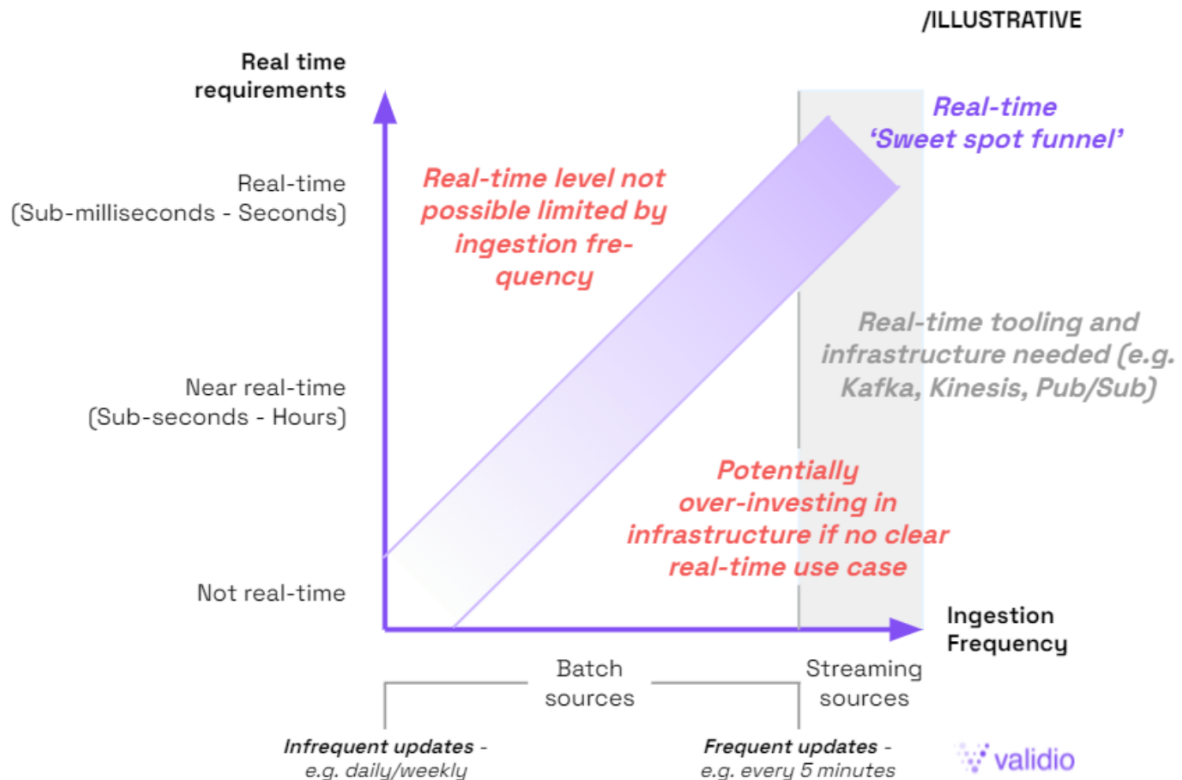 /ILLUSTRATIVE
Real time
requirements
Real-time
‘Sweet spot funnel’
Real-time level not
possible limited by
ingestion fre-
quency
Real-time
(Sub-milliseconds - Seconds)
Real-time tooling and
infrastructure needed (e.g.
Kafka, Kinesis, Pub/Sub)
Near real-time
(Sub-seconds - Hours)
Potentially
over-investing in
infrastructure if no clear
real-time use case
Not real-time
Ingestion
Frequency
Batch
sources
Streaming
sources
Infrequent updates -
e.g. daily/weekly
Frequent updates -
e.g. every 5 minutes
validio